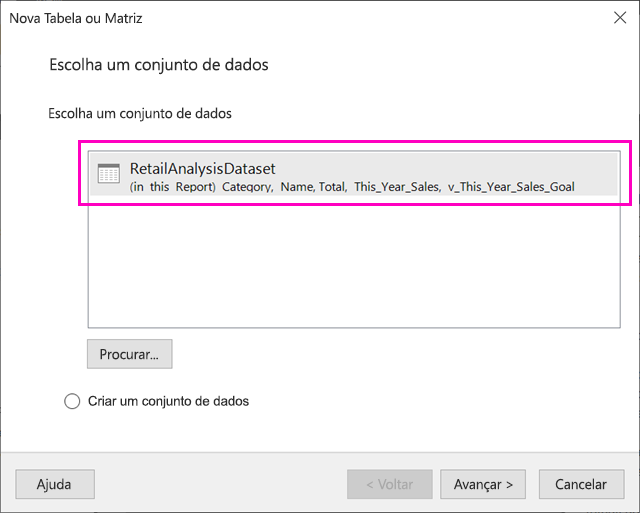 Nova Tabela ou Matriz
Escolha um conjunto de dados
Escolha um conjunto de dados
RetailAnalysisDataset
(in this Report) Category, Name, Total, This_Year_Sales, v_This_Year_Sales_Goal
Procurar...
Criar um conjunto de dados
Ajuda
< Voltar
Avançar >
Cancelar